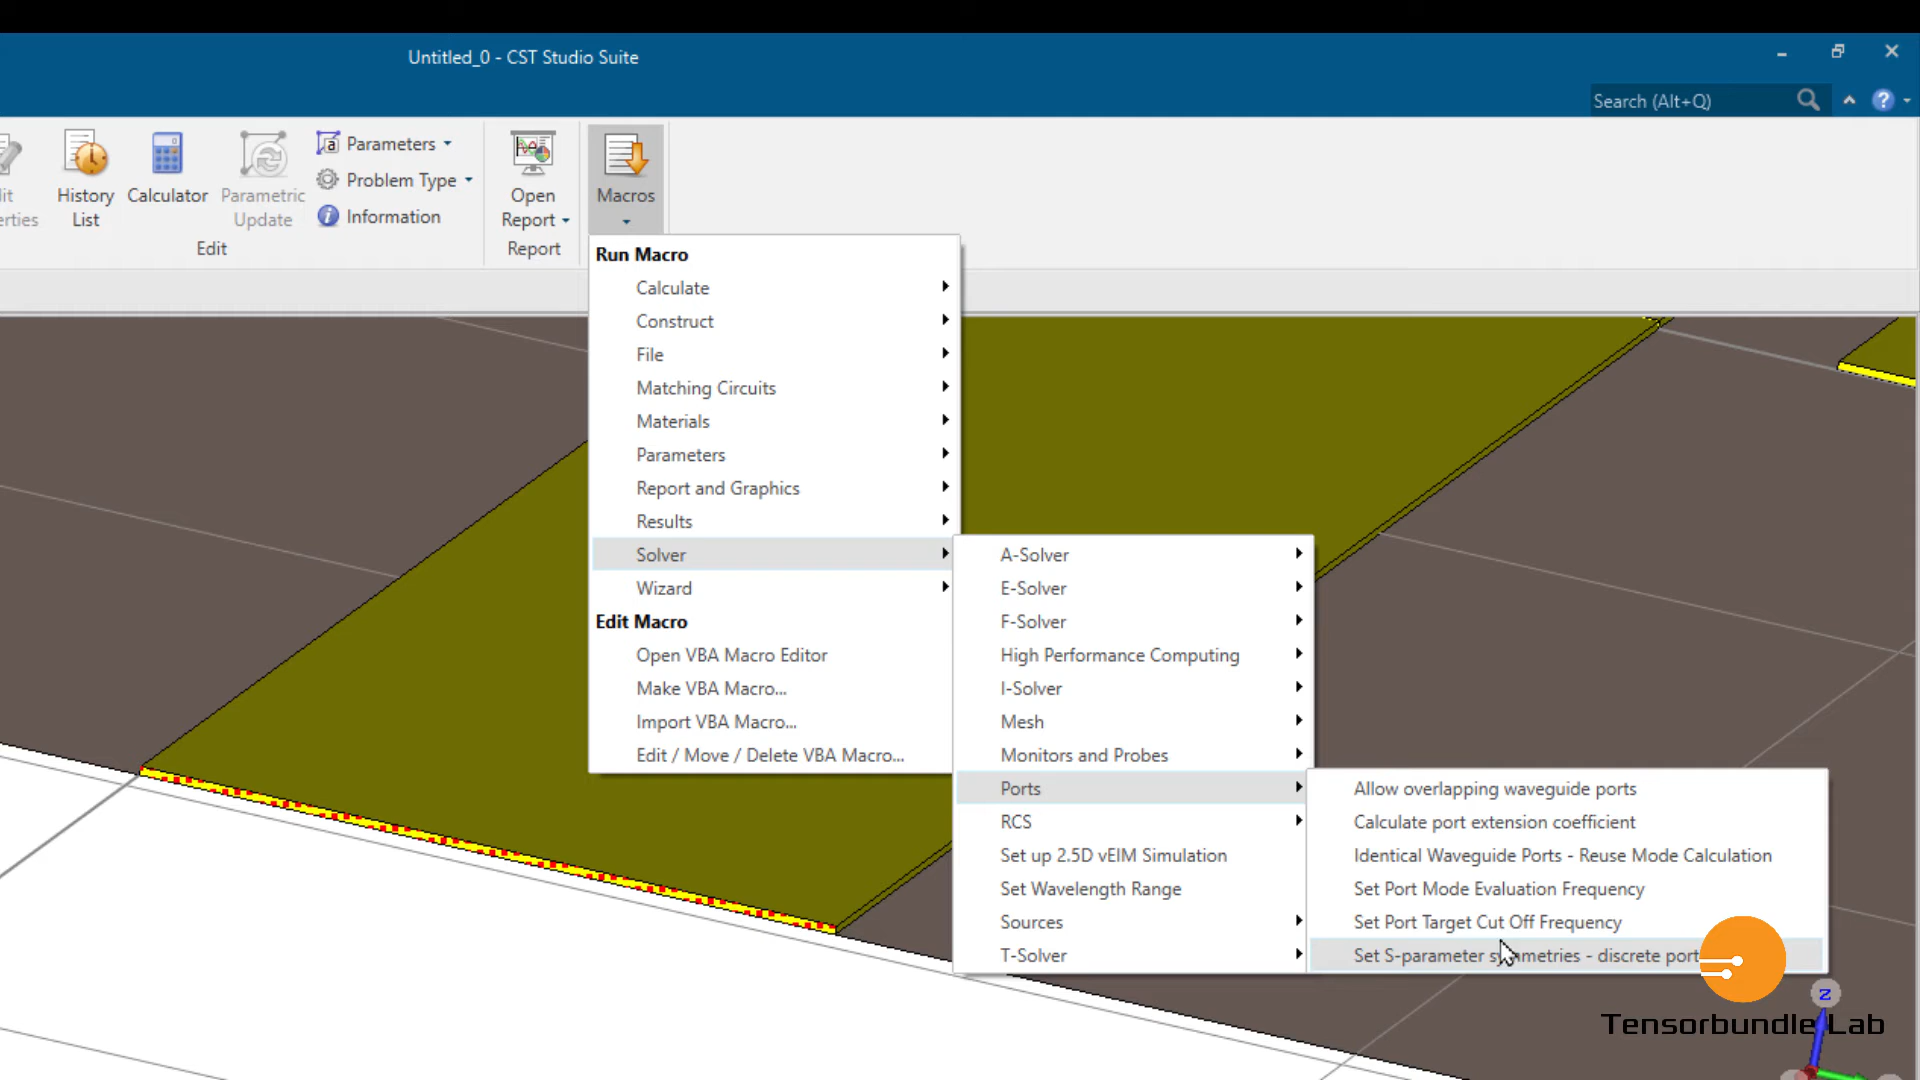 Untitled_0 - CST Studio Suite
Search (Alt+Q)
History
List
Calculator
Parametric
Update
Parameters
Problem Type
Information
Edit
Open
Report
Report
Macros
Run Macro
Calculate
Construct
File
Matching Circuits
Materials
Parameters
Report and Graphics
Results
Solver
Wizard
Edit Macro
Open VBA Macro Editor
Make VBA Macro...
Import VBA Macro...
Edit / Move / Delete VBA Macro...
A-Solver
E-Solver
F-Solver
High Performance Computing
I-Solver
Mesh
Monitors and Probes
Ports
RCS
Set up 2.5D vEIM Simulation
Set Wavelength Range
Sources
T-Solver
Allow overlapping waveguide ports
Calculate port extension coefficient
Identical Waveguide Ports - Reuse Mode Calculation
Set Port Mode Evaluation Frequency
Set Port Target Cut Off Frequency
Set S-parameter symmetries - discrete port
z
Tensorbundle Lab